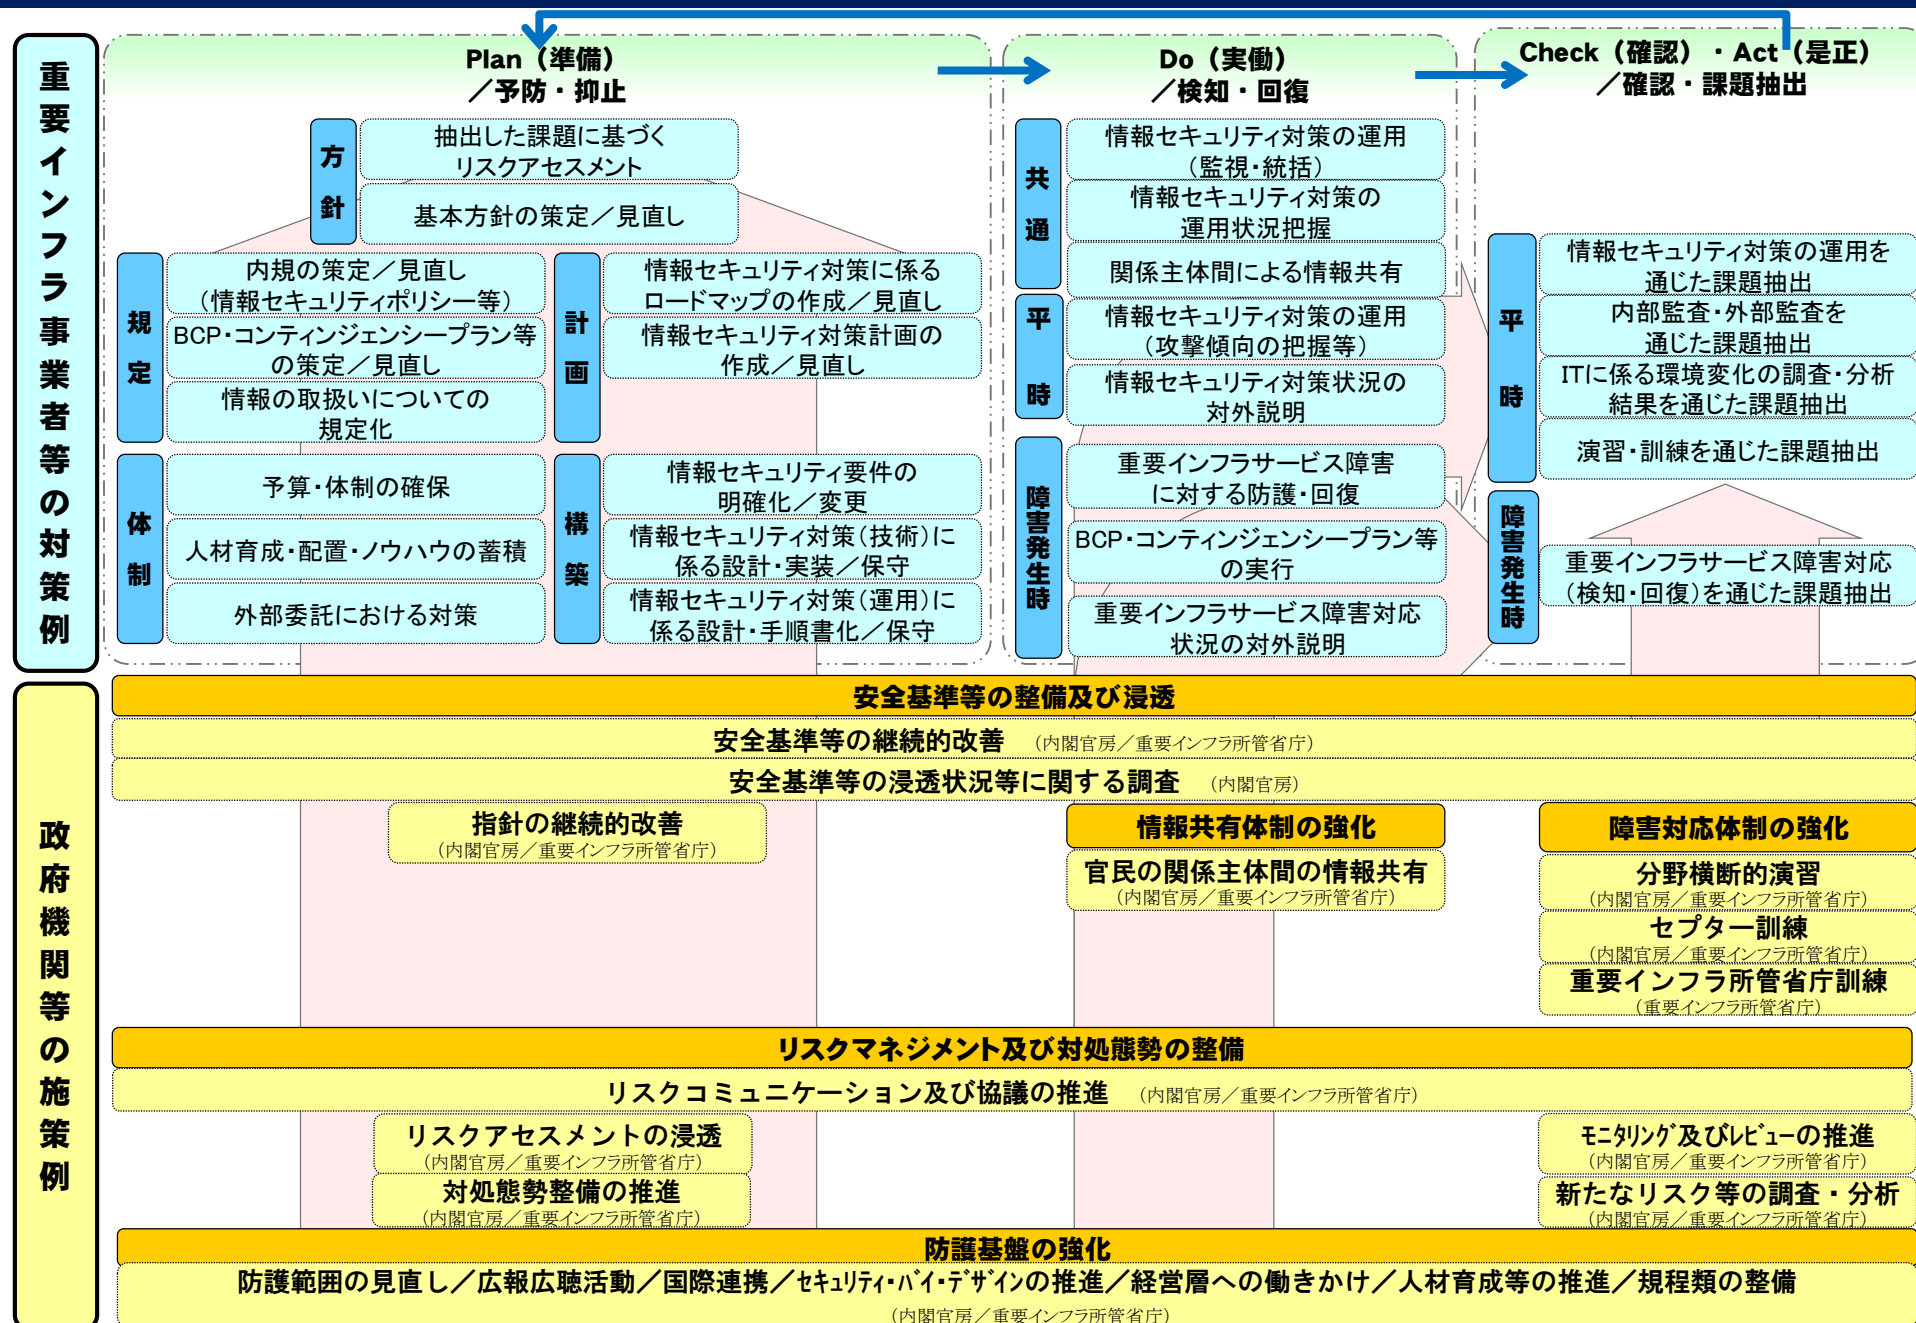 重要インフラ事業者等の対策例
Plan（準備）
／予防・抑止
方針
抽出した課題に基づく
リスクアセスメント
基本方針の策定／見直し
規定
内規の策定／見直し
（情報セキュリティポリシー等）
BCP・コンティンジェンシープラン等
の策定／見直し
情報の取扱いについての
規定化
計画
情報セキュリティ対策に係る
ロードマップの作成／見直し
情報セキュリティ対策計画の
作成／見直し
体制
予算・体制の確保
人材育成・配置・ノウハウの蓄積
外部委託における対策
構築
情報セキュリティ要件の
明確化／変更
情報セキュリティ対策（技術）に
係る設計・実装／保守
情報セキュリティ対策（運用）に
係る設計・手順書化／保守
Do（実働）
／検知・回復
共通
情報セキュリティ対策の運用
（監視・統括）
情報セキュリティ対策の
運用状況把握
関係主体間による情報共有
平時
情報セキュリティ対策の運用
（攻撃傾向の把握等）
情報セキュリティ対策状況の
対外説明
障害発生時
重要インフラサービス障害
に対する防護・回復
BCP・コンティンジェンシープラン等
の実行
重要インフラサービス障害対応
状況の対外説明
Check（確認）・Act（是正）
／確認・課題抽出
平時
情報セキュリティ対策の運用を
通じた課題抽出
内部監査・外部監査を
通じた課題抽出
ITに係る環境変化の調査・分析
結果を通じた課題抽出
演習・訓練を通じた課題抽出
障害発生時
重要インフラサービス障害対応
（検知・回復）を通じた課題抽出
政府機関等の施策例
安全基準等の整備及び浸透
安全基準等の継続的改善　（内閣官房／重要インフラ所管省庁）
安全基準等の浸透状況等に関する調査　（内閣官房）
指針の継続的改善
（内閣官房／重要インフラ所管省庁）
情報共有体制の強化
官民の関係主体間の情報共有
（内閣官房／重要インフラ所管省庁）
障害対応体制の強化
分野横断的演習
（内閣官房／重要インフラ所管省庁）
セプター訓練
（内閣官房／重要インフラ所管省庁）
重要インフラ所管省庁訓練
（重要インフラ所管省庁）
リスクマネジメント及び対処態勢の整備
リスクコミュニケーション及び協議の推進　（内閣官房／重要インフラ所管省庁）
リスクアセスメントの浸透
（内閣官房／重要インフラ所管省庁）
対処態勢整備の推進
（内閣官房／重要インフラ所管省庁）
ﾓﾆﾀﾘﾝｸﾞ及びﾚﾋﾞｭｰの推進
（内閣官房／重要インフラ所管省庁）
新たなリスク等の調査・分析
（内閣官房／重要インフラ所管省庁）
防護基盤の強化
防護範囲の見直し／広報広聴活動／国際連携／ｾｷｭﾘﾃｨ･ﾊﾞｲ･ﾃﾞｻﾞｲﾝの推進／経営層への働きかけ／人材育成等の推進／規程類の整備
（内閣官房／重要インフラ所管省庁）